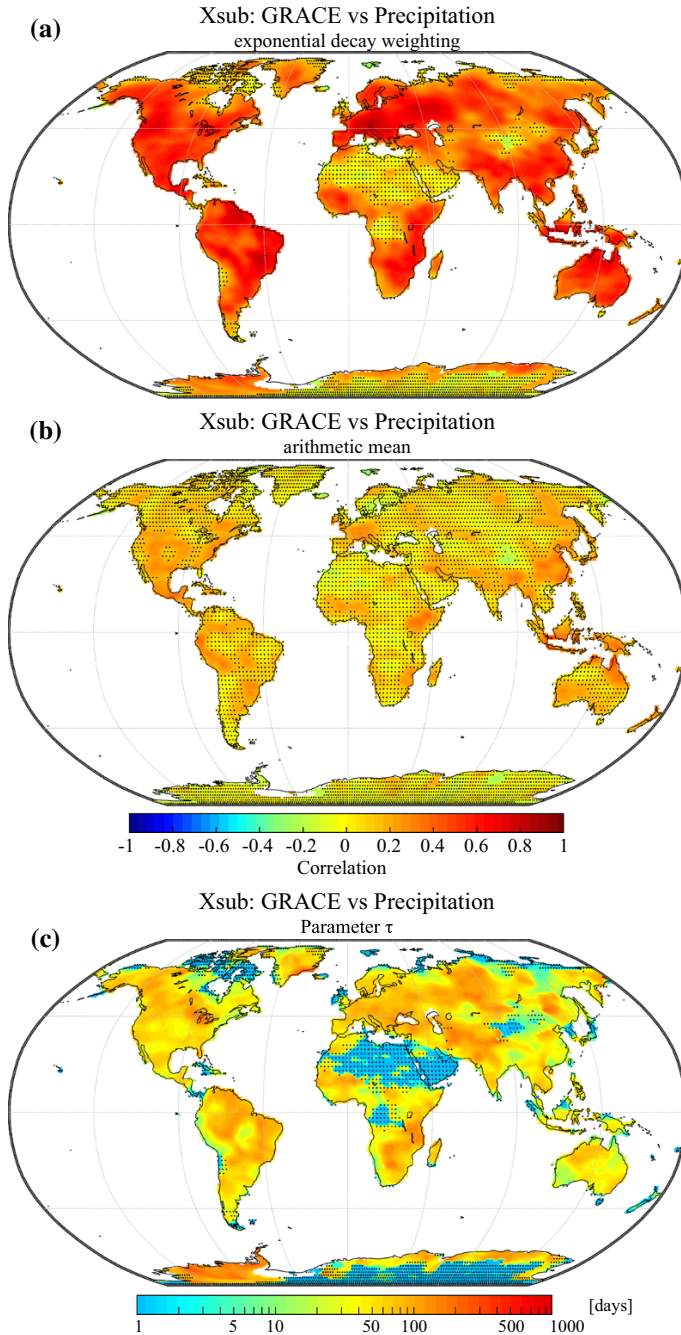 Xsub: GRACE vs Precipitation
(a)
exponential decay weighting
Xsub: GRACE vs Precipitation
(b)
arithmetic mean
-1 -0.8 -0.6 -0.4 -0.2 0 0.2 0.4 0.6 0.8 1
Correlation
Xsub: GRACE vs Precipitation
(c)
Parameter τ
[days]
1 5 10 50 100 500 1000